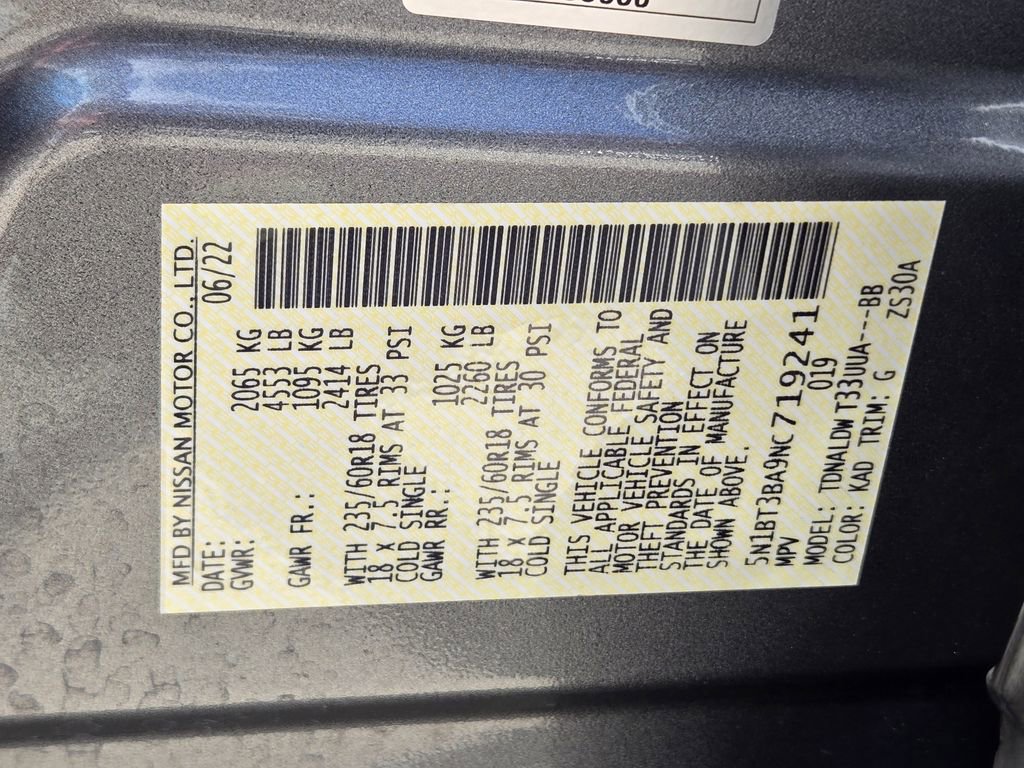 MFD BY NISSAN MOTOR CO., LTD.
DATE: 06/22
GVWR: 2065 KG
4553 LB
GAWR FR.: 1095 KG
2414 LB
WITH 235/60R18 TIRES
18 x 7.5 RIMS AT 33 PSI
COLD SINGLE
GAWR RR.: 1025 KG
2260 LB
WITH 235/60R18 TIRES
18 x 7.5 RIMS AT 30 PSI
COLD SINGLE
THIS VEHICLE CONFORMS TO
ALL APPLICABLE FEDERAL
MOTOR VEHICLE SAFETY AND
THEFT PREVENTION
STANDARDS IN EFFECT ON
THE DATE OF MANUFACTURE
SHOWN ABOVE.
5N1BT3BA9NC719241
MPV 019
MODEL: TDNALDWT33UUA---BB
COLOR: KAD TRIM: G ZS30A